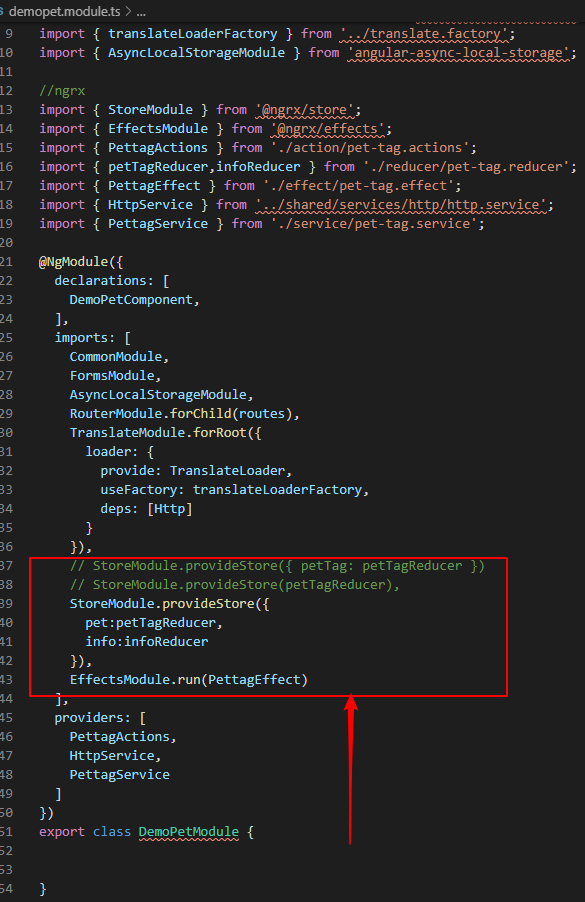 demopet.module.ts > ...
9 import { translateLoaderFactory } from '../translate.factory';
10 import { AsyncLocalStorageModule } from 'angular-async-local-storage';
11
12 //ngrx
13 import { StoreModule } from '@ngrx/store';
14 import { EffectsModule } from '@ngrx/effects';
15 import { PettagActions } from './action/pet-tag.actions';
16 import { petTagReducer,infoReducer } from './reducer/pet-tag.reducer';
17 import { PettagEffect } from './effect/pet-tag.effect';
18 import { HttpService } from '../shared/services/http/http.service';
19 import { PettagService } from './service/pet-tag.service';
20
21 @NgModule({
22   declarations: [
23     DemoPetComponent,
24   ],
25   imports: [
26     CommonModule,
27     FormsModule,
28     AsyncLocalStorageModule,
29     RouterModule.forChild(routes),
30     TranslateModule.forRoot({
31       loader: {
32         provide: TranslateLoader,
33         useFactory: translateLoaderFactory,
34         deps: [Http]
35       }
36     }),
37     // StoreModule.provideStore({ petTag: petTagReducer })
38     // StoreModule.provideStore(petTagReducer),
39     StoreModule.provideStore({
40       pet:petTagReducer,
41       info:infoReducer
42     }),
43     EffectsModule.run(PettagEffect)
44   ],
45   providers: [
46     PettagActions,
47     HttpService,
48     PettagService
49   ]
50 })
51 export class DemoPetModule {
52
53
54 }